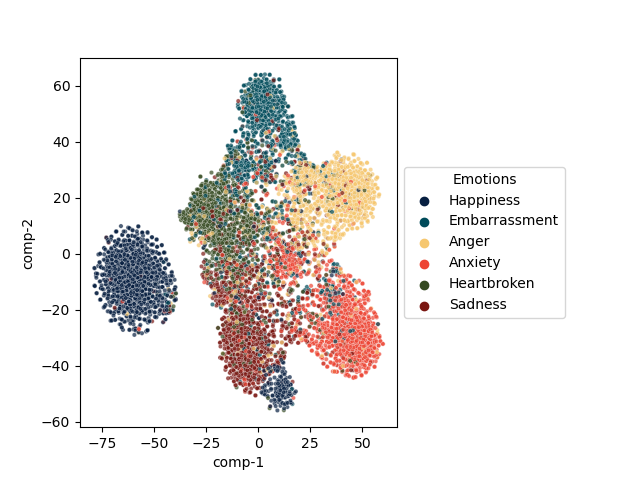 60
40
20
0
−20
−40
−60
comp-2
−75
−50
−25
0
25
50
comp-1
Emotions
Happiness
Embarrassment
Anger
Anxiety
Heartbroken
Sadness